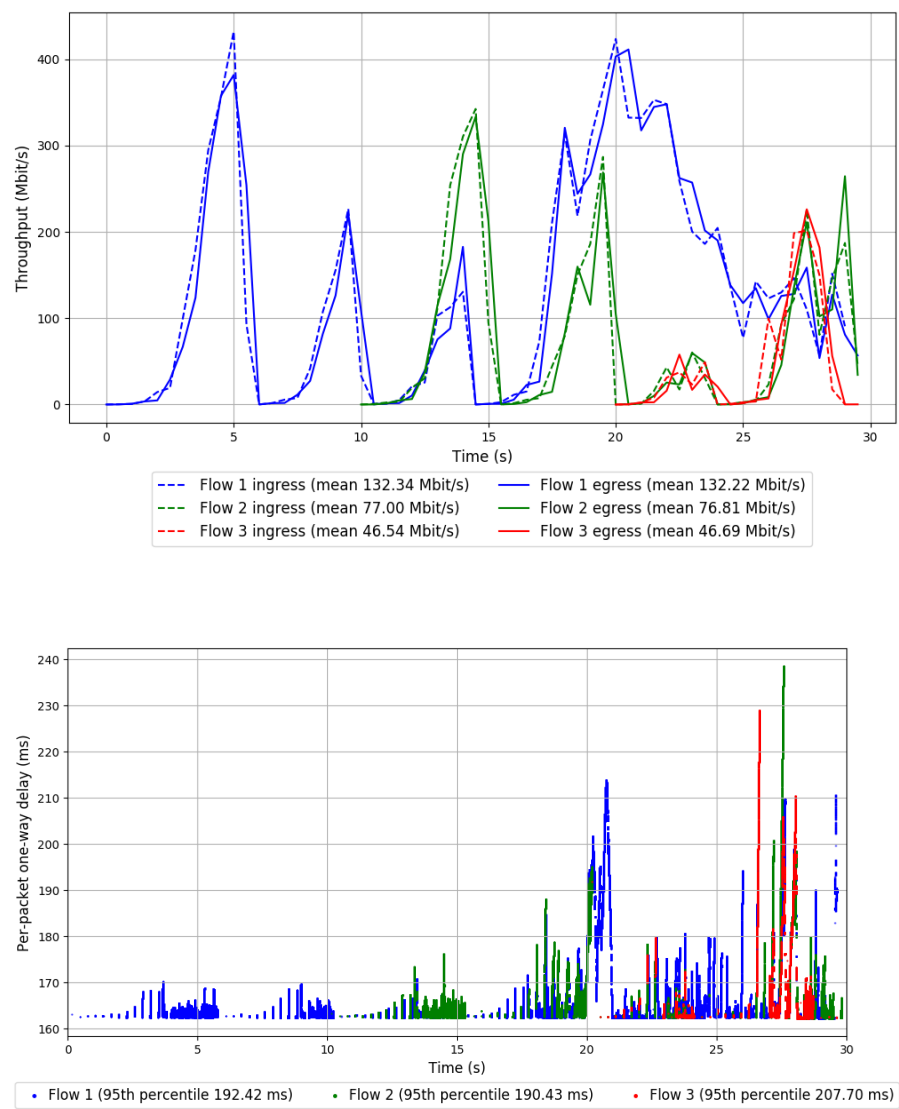 Throughput (Mbit/s)
400
300
200
100
0
0 5 10 15 20 25 30
Time (s)
Flow 1 ingress (mean 132.34 Mbit/s) Flow 1 egress (mean 132.22 Mbit/s)
Flow 2 ingress (mean 77.00 Mbit/s) Flow 2 egress (mean 76.81 Mbit/s)
Flow 3 ingress (mean 46.54 Mbit/s) Flow 3 egress (mean 46.69 Mbit/s)
Per-packet one-way delay (ms)
240
230
220
210
200
190
180
170
160
0 5 10 15 20 25 30
Time (s)
Flow 1 (95th percentile 192.42 ms) Flow 2 (95th percentile 190.43 ms) Flow 3 (95th percentile 207.70 ms)